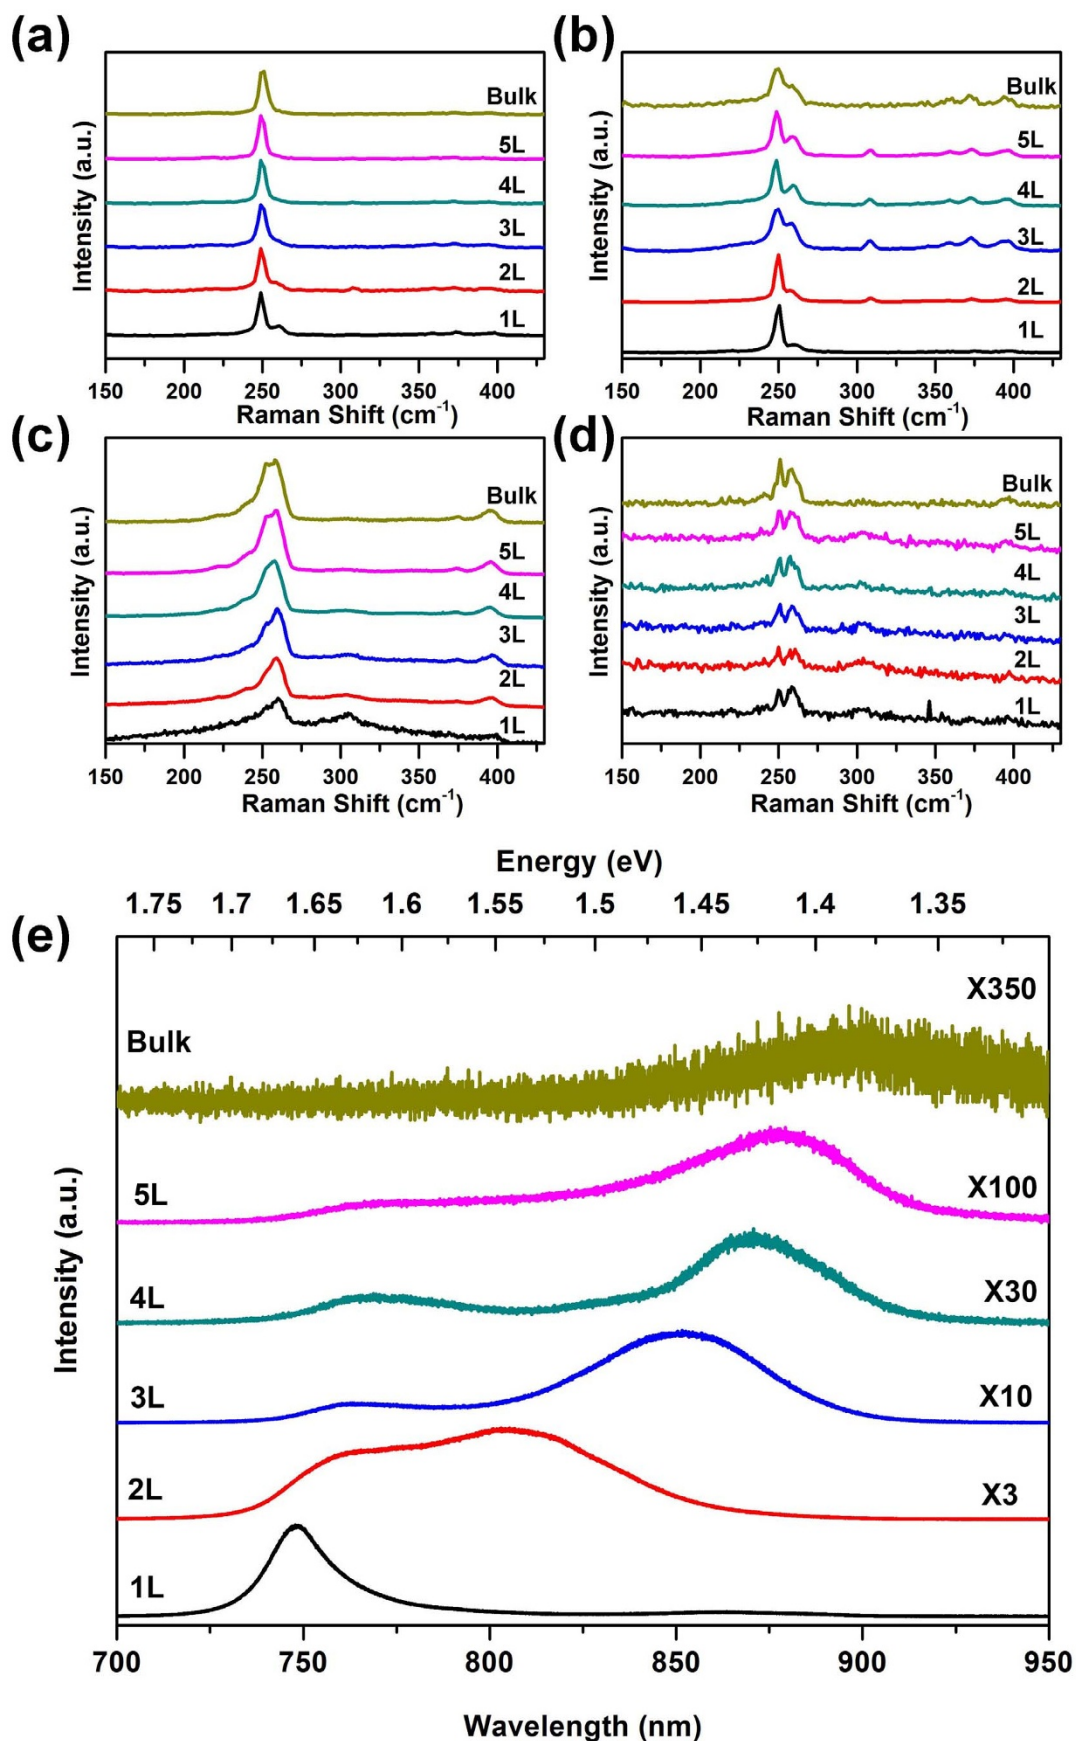 (a)
Intensity (a.u.)
Bulk
5L
4L
3L
2L
1L
150 200 250 300 350 400
Raman Shift (cm⁻¹)
(b)
Intensity (a.u.)
Bulk
5L
4L
3L
2L
1L
150 200 250 300 350 400
Raman Shift (cm⁻¹)
(c)
Intensity (a.u.)
Bulk
5L
4L
3L
2L
1L
150 200 250 300 350 400
Raman Shift (cm⁻¹)
(d)
Intensity (a.u.)
Bulk
5L
4L
3L
2L
1L
150 200 250 300 350 400
Raman Shift (cm⁻¹)
(e)
Energy (eV)
1.75 1.7 1.65 1.6 1.55 1.5 1.45 1.4 1.35
Intensity (a.u.)
Bulk X350
5L X100
4L X30
3L X10
2L X3
1L
700 750 800 850 900 950
Wavelength (nm)